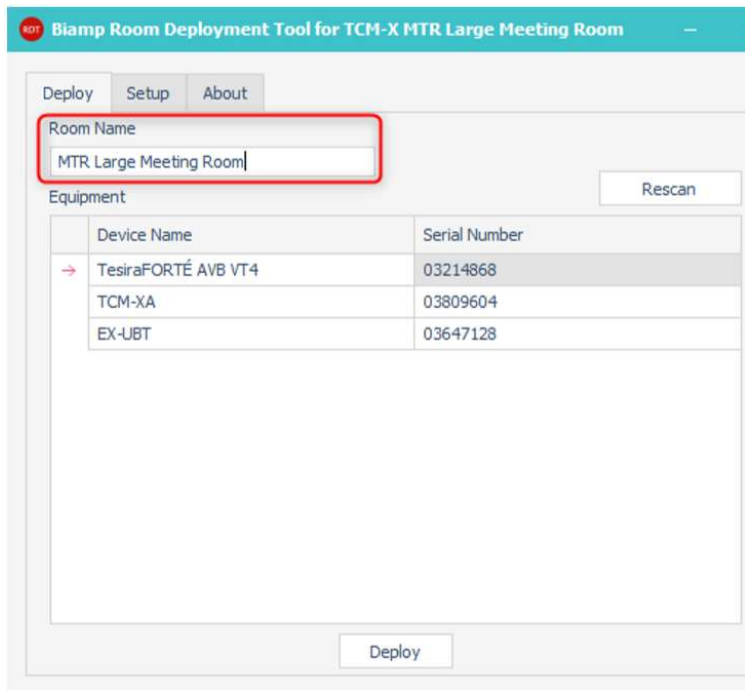 RDT Biamp Room Deployment Tool for TCM-X MTR Large Meeting Room
Deploy Setup About
Room Name
MTR Large Meeting Room
Rescan
Equipment
Device Name Serial Number
TesiraFORTÉ AVB VT4 03214868
TCM-XA 03809604
EX-UBT 03647128
Deploy